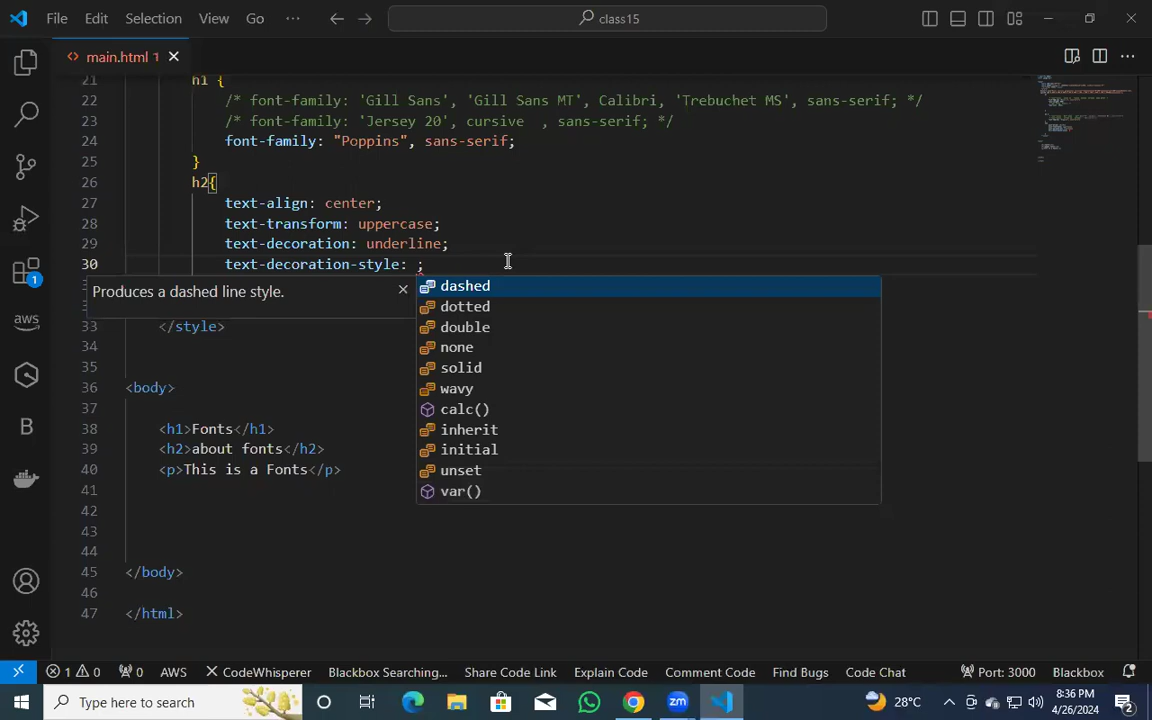 File Edit Selection View Go ··· class15
main.html 1
21 h1 {
22 /* font-family: 'Gill Sans', 'Gill Sans MT', Calibri, 'Trebuchet MS', sans-serif; */
23 /* font-family: 'Jersey 20', cursive , sans-serif; */
24 font-family: "Poppins", sans-serif;
25 }
26 h2{
27 text-align: center;
28 text-transform: uppercase;
29 text-decoration: underline;
30 text-decoration-style: ;
Produces a dashed line style.
dashed
dotted
double
none
solid
wavy
calc()
inherit
initial
unset
var()
33 </style>
34
35
36 <body>
37
38 <h1>Fonts</h1>
39 <h2>about fonts</h2>
40 <p>This is a Fonts</p>
41
42
43
44
45 </body>
46
47 </html>
1
aws
B
1 0 0 AWS CodeWhisperer Blackbox Searching... Share Code Link Explain Code Comment Code Find Bugs Code Chat Port: 3000 Blackbox
Type here to search
zm
28°C
8:36 PM
4/26/2024
2